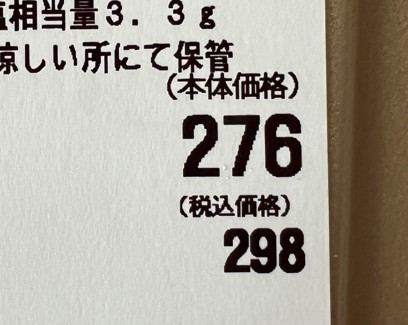 塩相当量3.3g
涼しい所にて保管
(本体価格)
276
(税込価格)
298